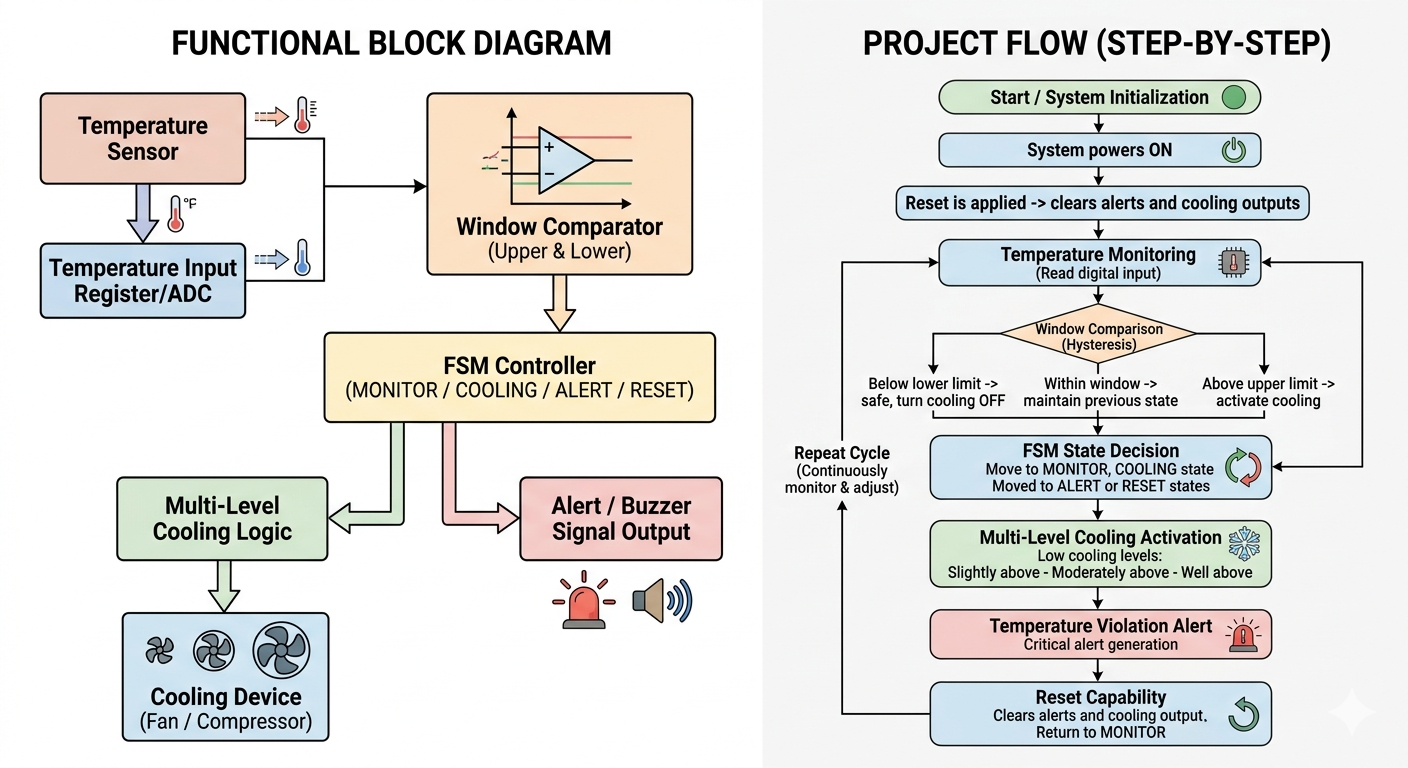 FUNCTIONAL BLOCK DIAGRAM
Temperature
Sensor
°F
Temperature Input
Register/ADC
+
−
Window Comparator
(Upper & Lower)
FSM Controller
(MONITOR / COOLING / ALERT / RESET)
Multi-Level
Cooling Logic
Alert / Buzzer
Signal Output
Cooling Device
(Fan / Compressor)
PROJECT FLOW (STEP-BY-STEP)
Start / System Initialization
System powers ON
Reset is applied -> clears alerts and cooling outputs
Temperature Monitoring
(Read digital input)
Window Comparison
(Hysteresis)
Below lower limit ->
safe, turn cooling OFF
Within window ->
maintain previous state
Above upper limit ->
activate cooling
Repeat Cycle
(Continuously
monitor & adjust)
FSM State Decision
Move to MONITOR, COOLING state
Moved to ALERT or RESET states
Multi-Level Cooling Activation
Low cooling levels:
Slightly above - Moderately above - Well above
Temperature Violation Alert
Critical alert generation
Reset Capability
Clears alerts and cooling output.
Return to MONITOR